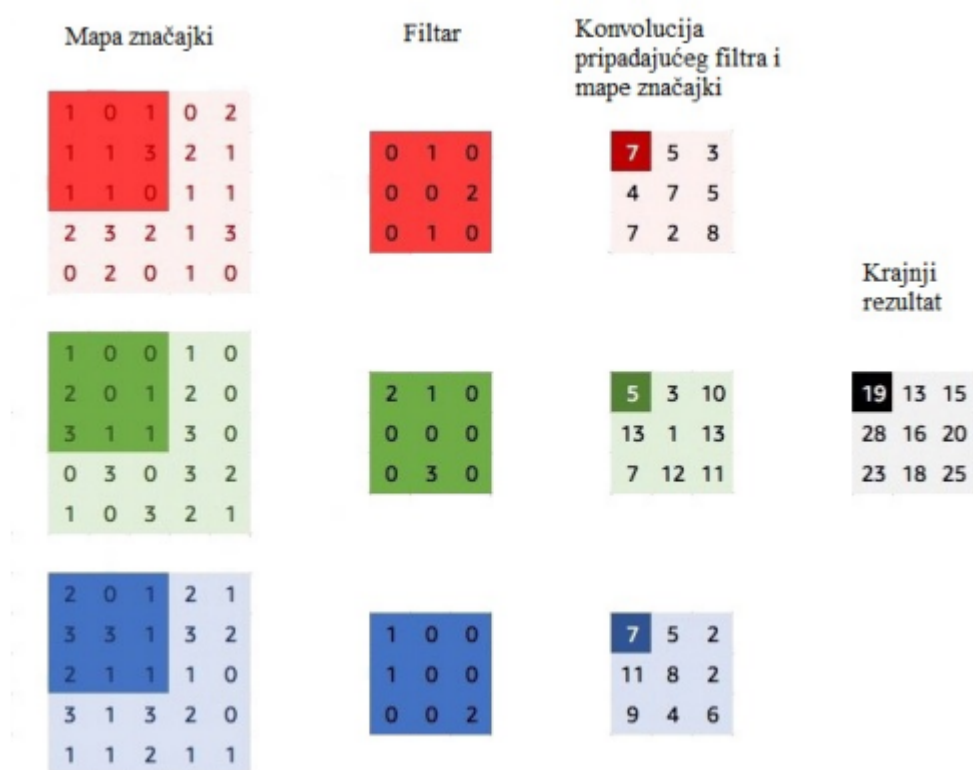 Mapa značajki
Filtar
Konvolucija
pripadajućeg filtra i
mape značajki
1 0 1 0 2
1 1 3 2 1
1 1 0 1 1
2 3 2 1 3
0 2 0 1 0
0 1 0
0 0 2
0 1 0
7 5 3
4 7 5
7 2 8
1 0 0 1 0
2 0 1 2 0
3 1 1 3 0
0 3 0 3 2
1 0 3 2 1
2 1 0
0 0 0
0 3 0
5 3 10
13 1 13
7 12 11
Krajnji
rezultat
19 13 15
28 16 20
23 18 25
2 0 1 2 1
3 3 1 3 2
2 1 1 1 0
3 1 3 2 0
1 1 2 1 1
1 0 0
1 0 0
0 0 2
7 5 2
11 8 2
9 4 6